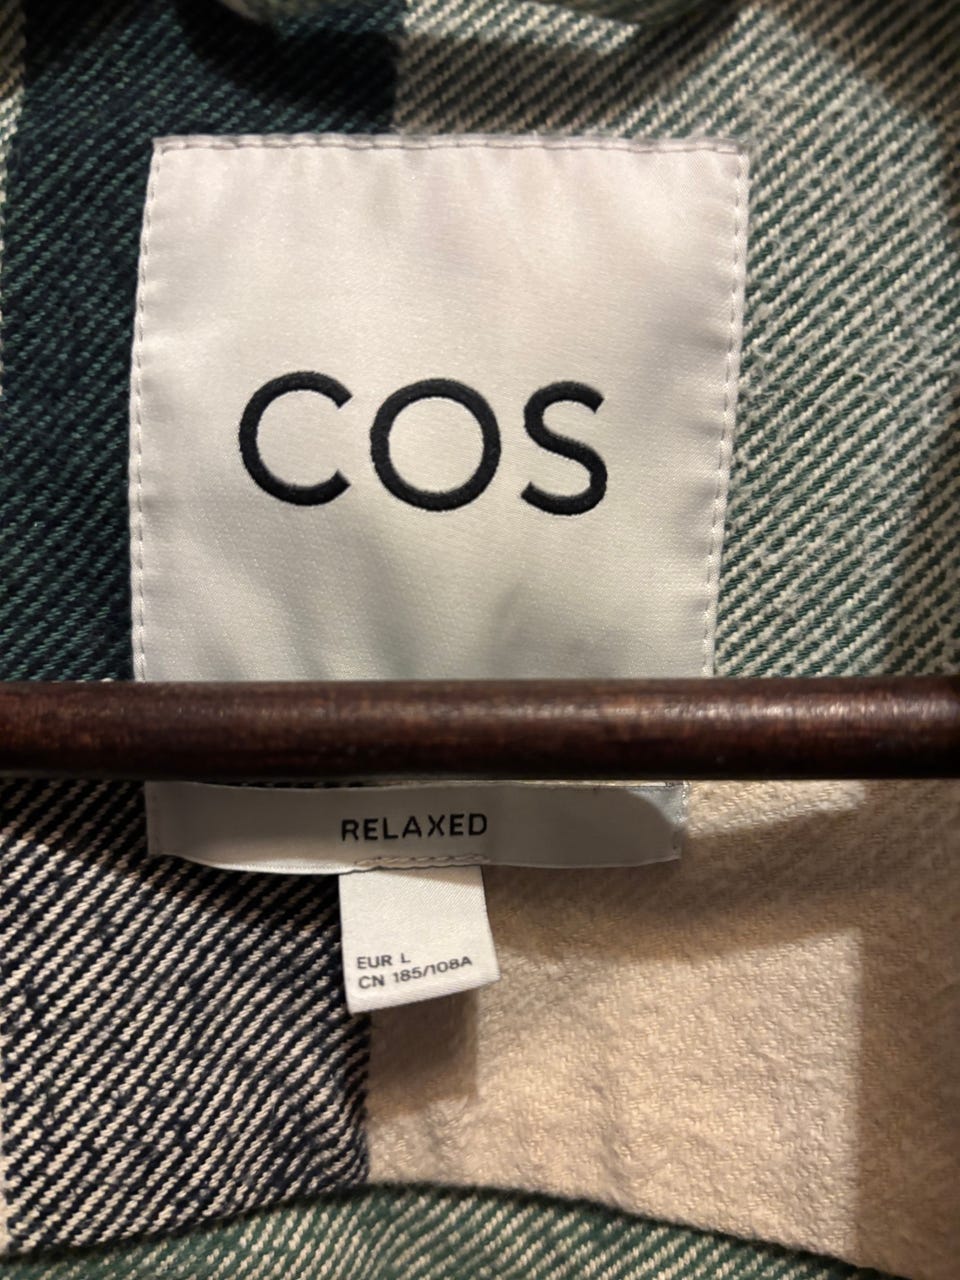 COS
RELAXED
EUR L
CN 185/108A